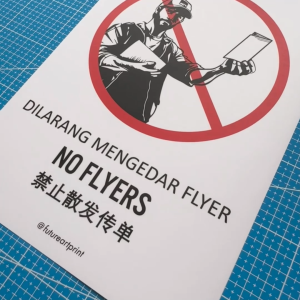 DILARANG MENGEDAR FLYER
NO FLYERS
禁止散发传单
@futureartprint